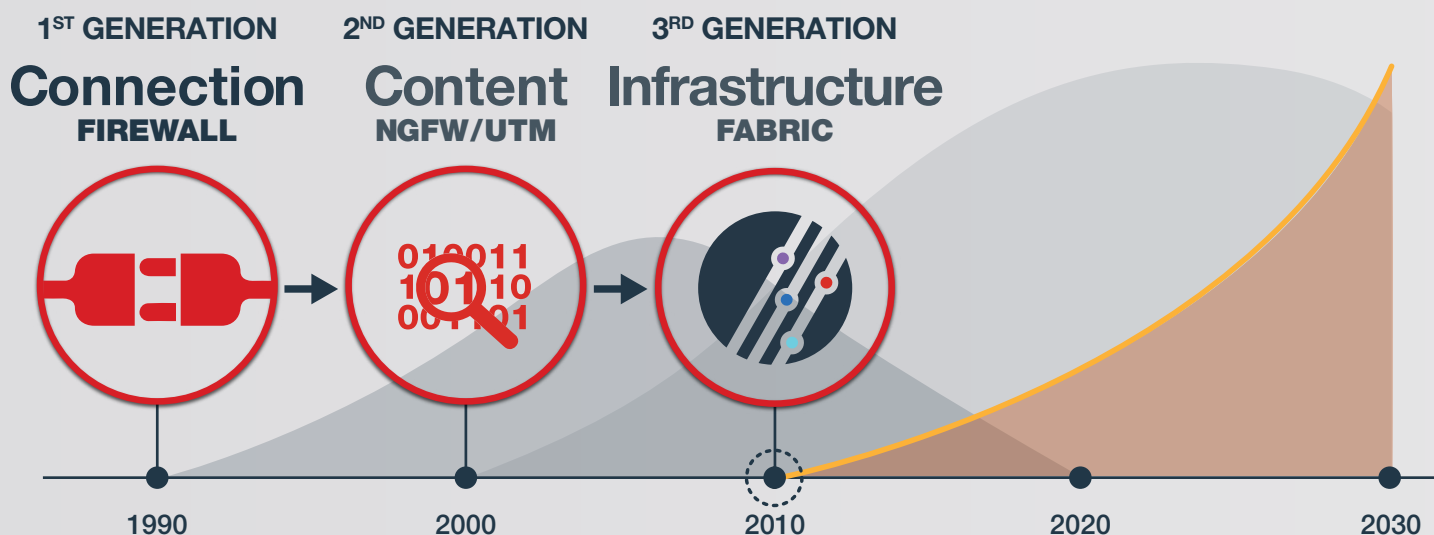 1ST GENERATION
Connection
FIREWALL
2ND GENERATION
Content
NGFW/UTM
3RD GENERATION
Infrastructure
FABRIC
010011
10110
001101
1990
2000
2010
2020
2030